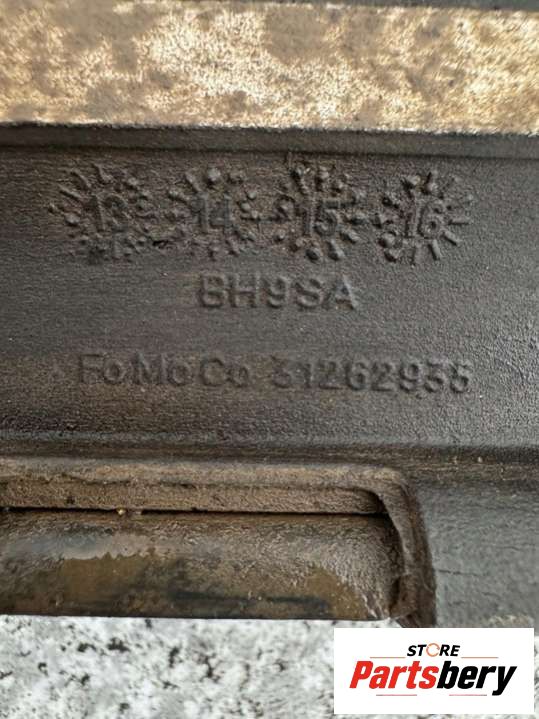 13 14 15 16
BH9SA
FoMoCo 31262935
STORE
Partsbery